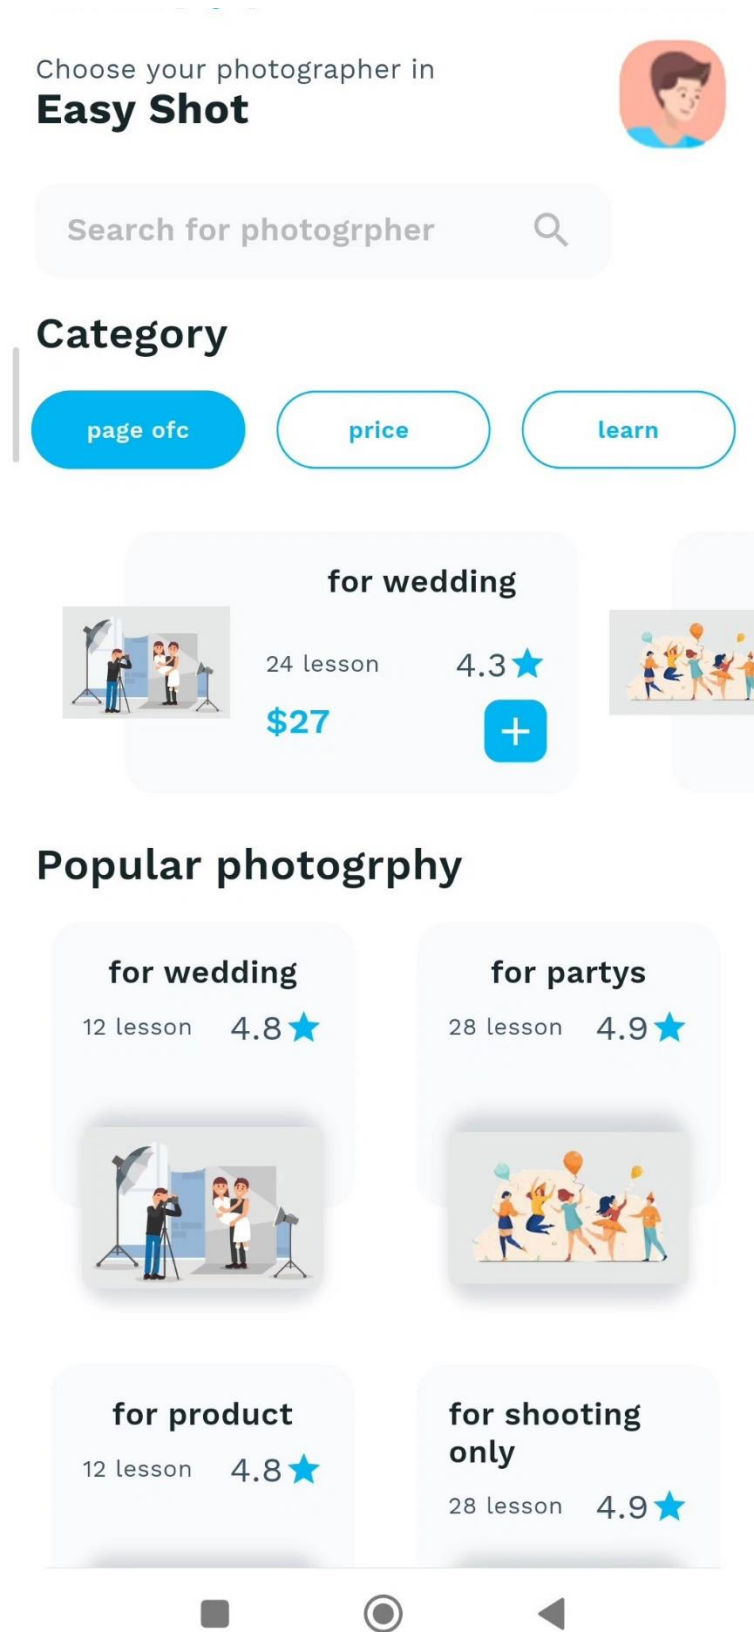 Choose your photographer in
Easy Shot
Search for photogrpher
Category
page ofc
price
learn
for wedding
24 lesson
4.3
$27
Popular photogrphy
for wedding
12 lesson
4.8
for partys
28 lesson
4.9
for product
12 lesson
4.8
for shooting
only
28 lesson
4.9